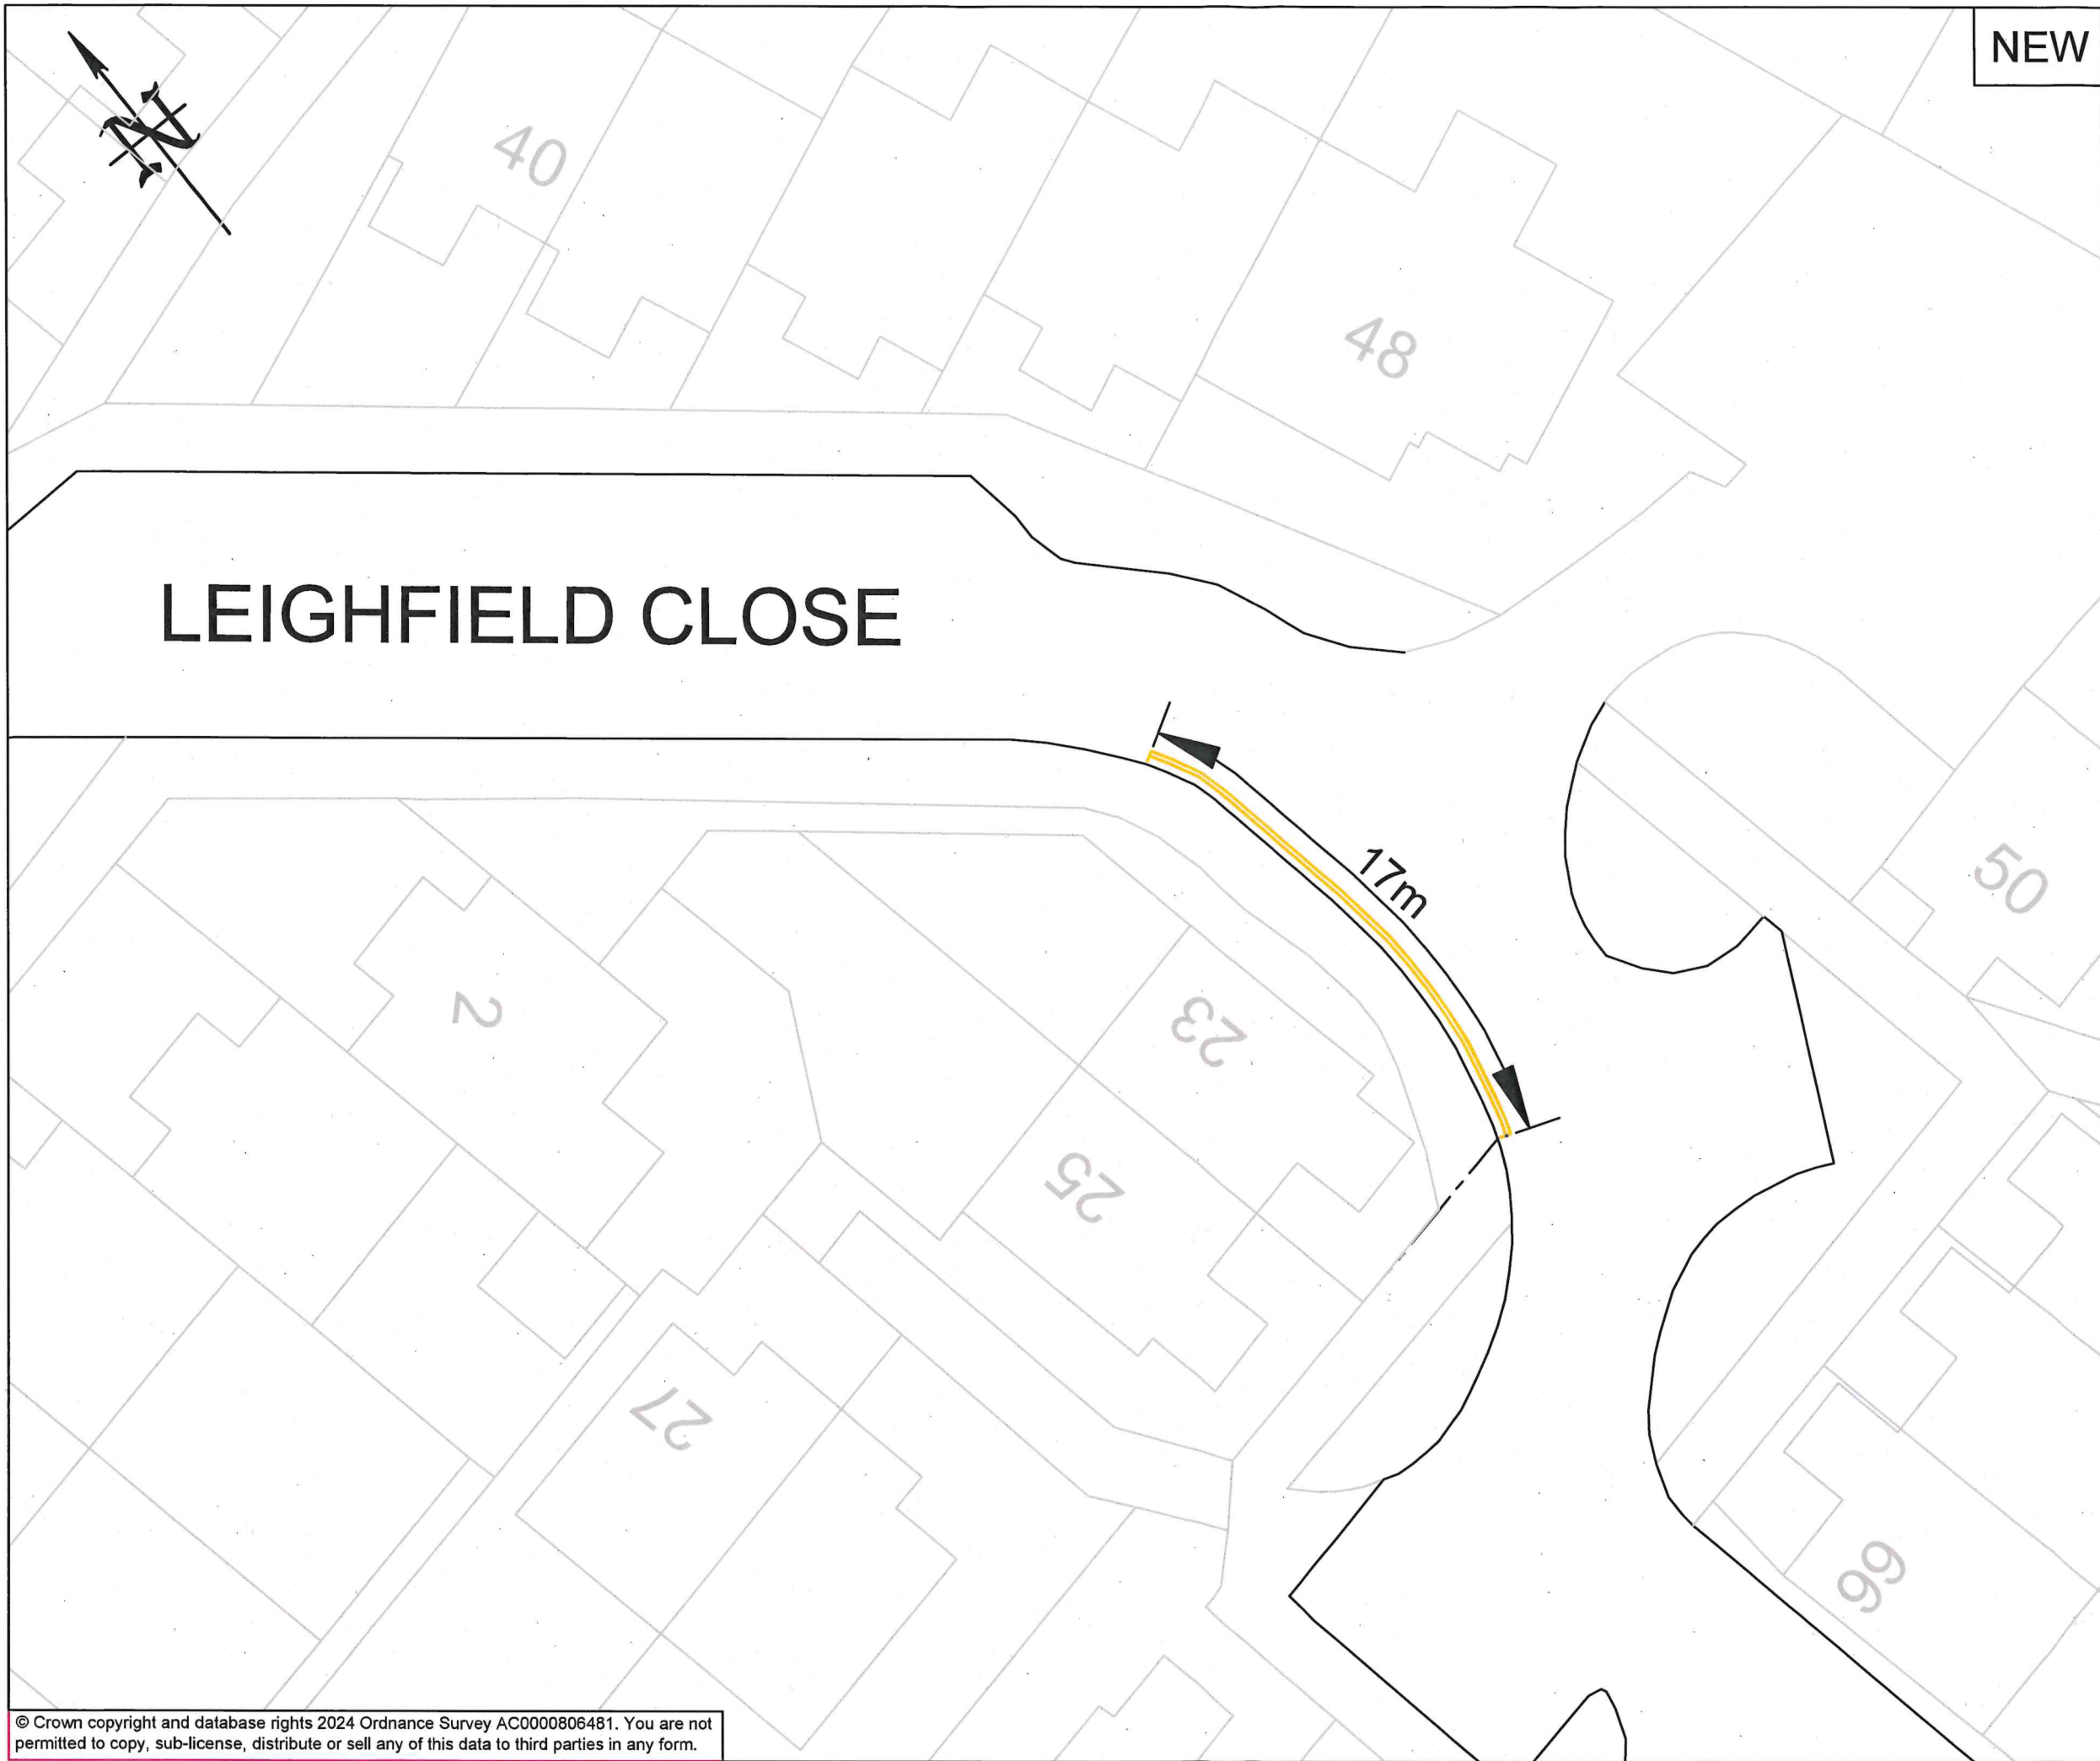 NEW
N
40
48
LEIGHFIELD CLOSE
17m
50
2
23
25
27
66
© Crown copyright and database rights 2024 Ordnance Survey AC0000806481. You are not
permitted to copy, sub-license, distribute or sell any of this data to third parties in any form.